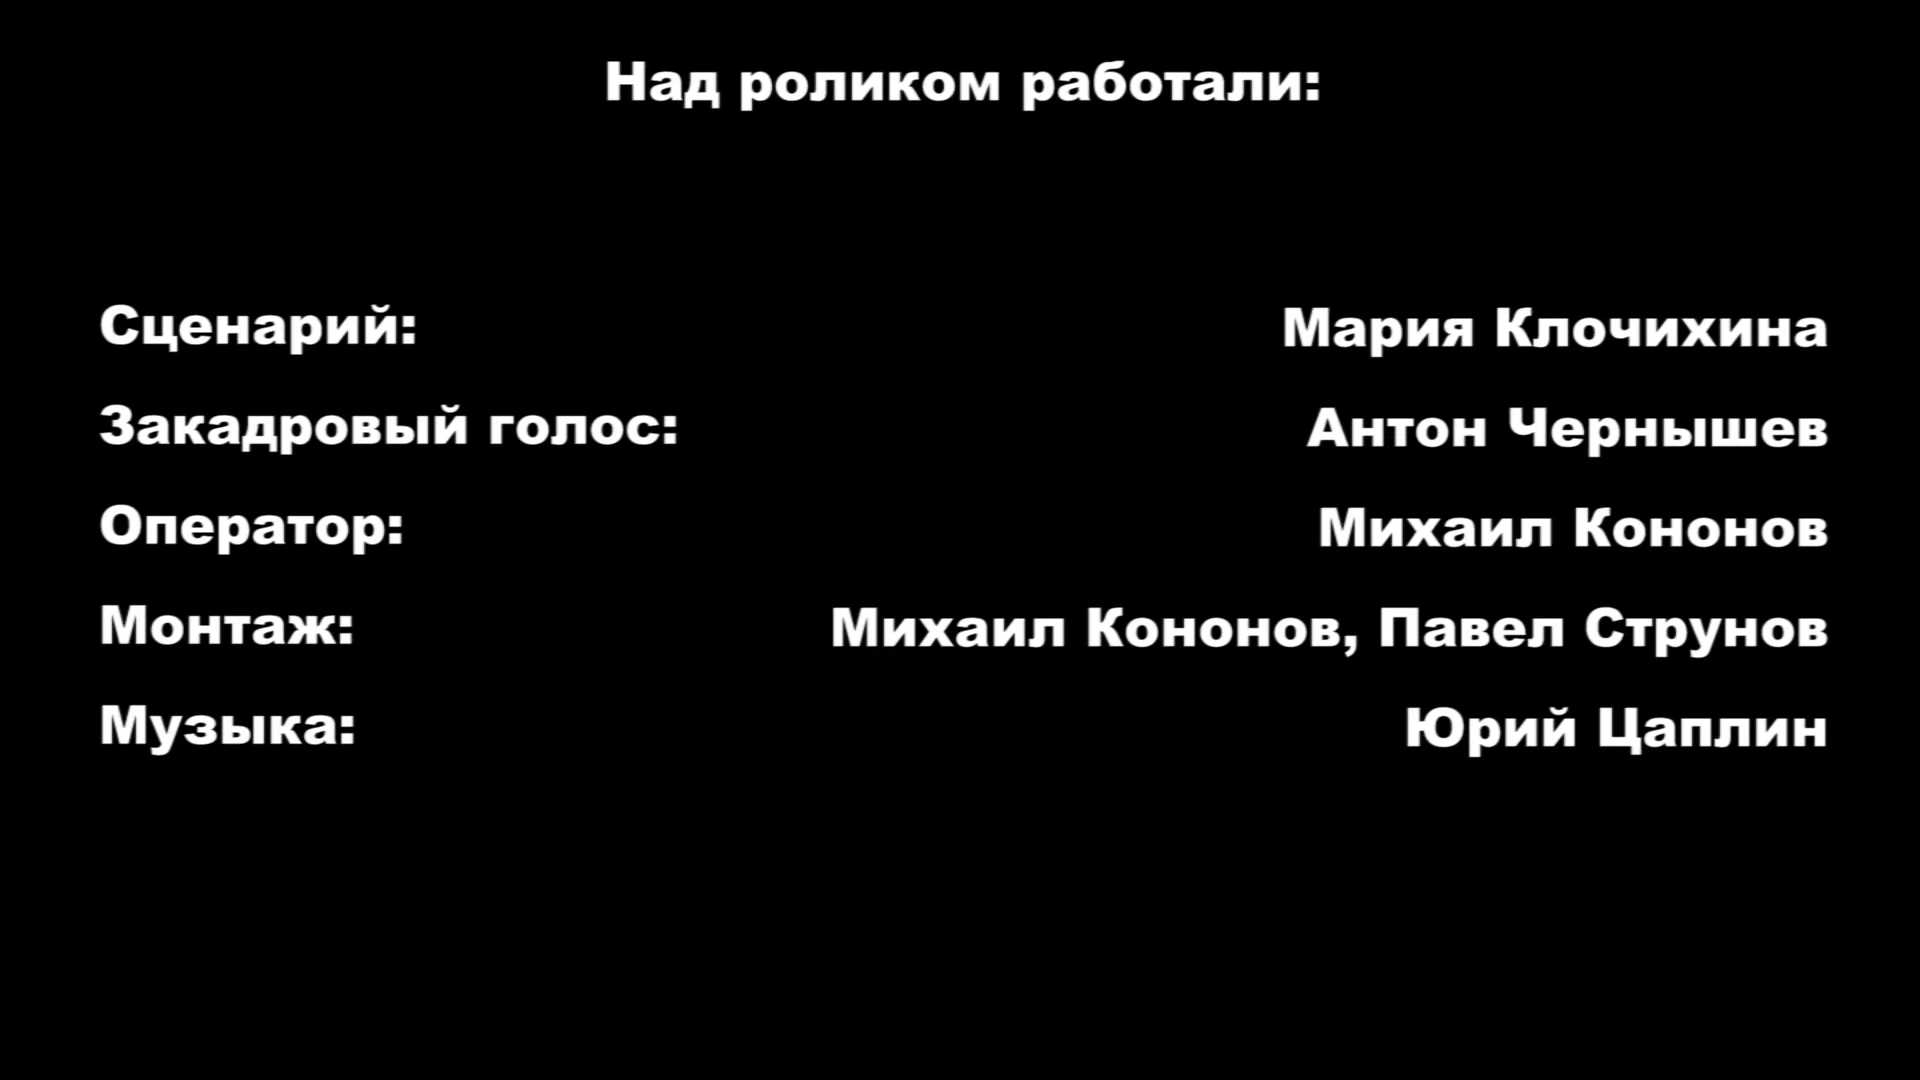 Над роликом работали:
Сценарий: Мария Клочихина
Закадровый голос: Антон Чернышев
Оператор: Михаил Кононов
Монтаж: Михаил Кононов, Павел Струнов
Музыка: Юрий Цаплин